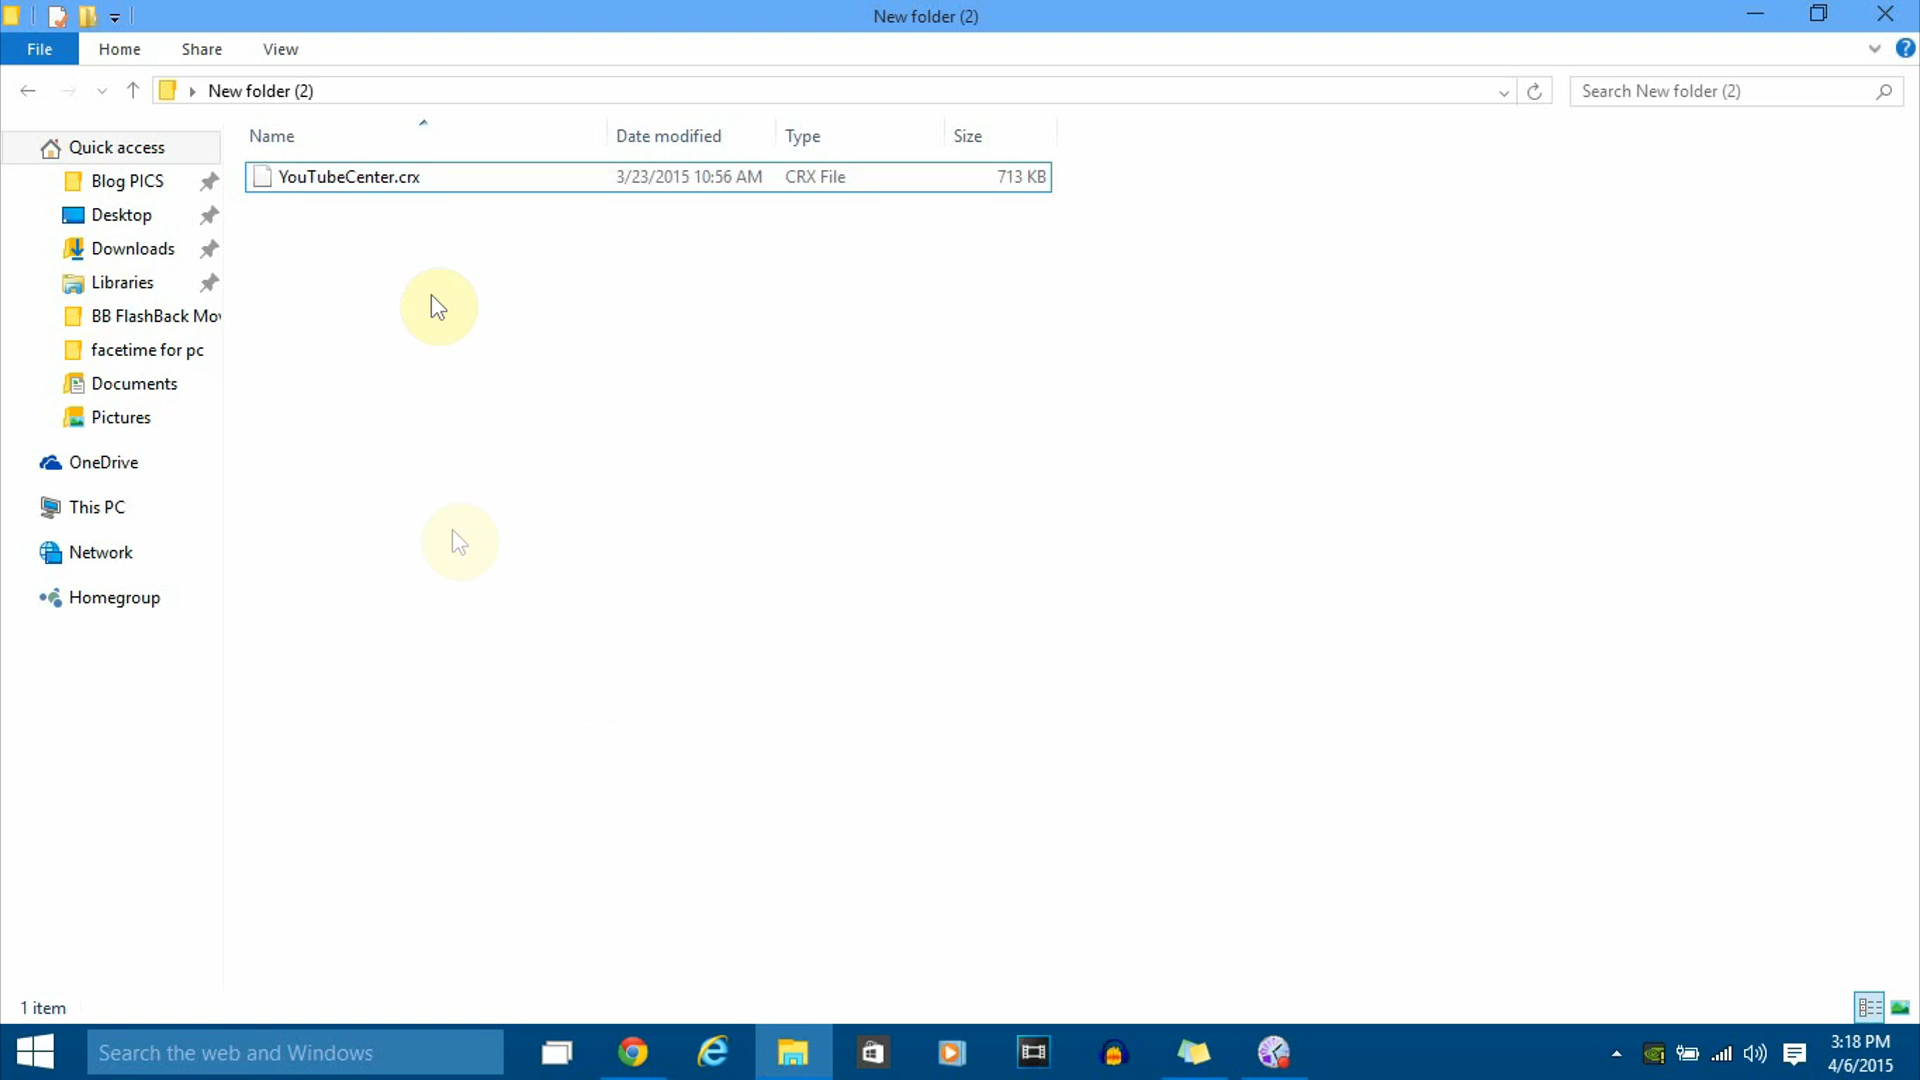 New folder (2)
File Home Share View
New folder (2)
Search New folder (2)
Name Date modified Type Size
Quick access
YouTubeCenter.crx 3/23/2015 10:56 AM CRX File 713 KB
Blog PICS
Desktop
Downloads
Libraries
BB FlashBack Mov
facetime for pc
Documents
Pictures
OneDrive
This PC
Network
Homegroup
1 item
Search the web and Windows
3:18 PM
4/6/2015